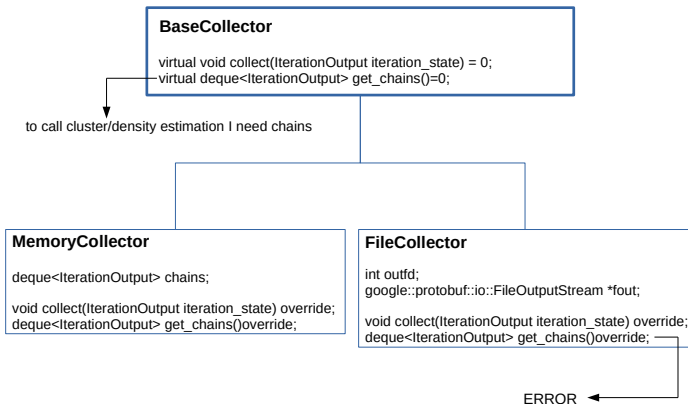 BaseCollector
virtual void collect(IterationOutput iteration_state) = 0;
virtual deque<IterationOutput> get_chains()=0;
to call cluster/density estimation I need chains
MemoryCollector
deque<IterationOutput> chains;
void collect(IterationOutput iteration_state) override;
deque<IterationOutput> get_chains()override;
FileCollector
int outfd;
google::protobuf::io::FileOutputStream *fout;
void collect(IterationOutput iteration_state) override;
deque<IterationOutput> get_chains()override;
ERROR